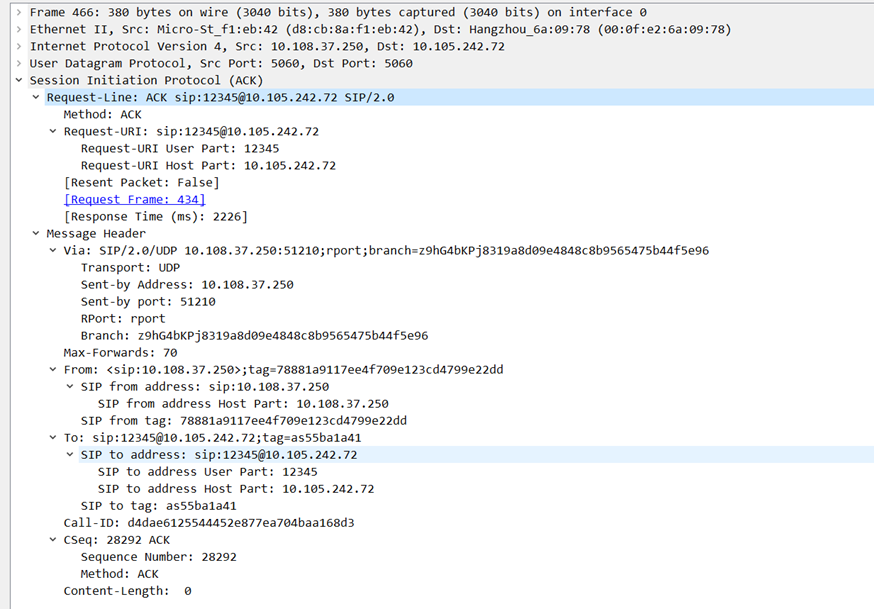 Frame 466: 380 bytes on wire (3040 bits), 380 bytes captured (3040 bits) on interface 0
Ethernet II, Src: Micro-St_f1:eb:42 (d8:cb:8a:f1:eb:42), Dst: Hangzhou_6a:09:78 (00:0f:e2:6a:09:78)
Internet Protocol Version 4, Src: 10.108.37.250, Dst: 10.105.242.72
User Datagram Protocol, Src Port: 5060, Dst Port: 5060
Session Initiation Protocol (ACK)
Request-Line: ACK sip:12345@10.105.242.72 SIP/2.0
Method: ACK
Request-URI: sip:12345@10.105.242.72
Request-URI User Part: 12345
Request-URI Host Part: 10.105.242.72
[Resent Packet: False]
[Request Frame: 434]
[Response Time (ms): 2226]
Message Header
Via: SIP/2.0/UDP 10.108.37.250:51210;rport;branch=z9hG4bKPj8319a8d09e4848c8b9565475b44f5e96
Transport: UDP
Sent-by Address: 10.108.37.250
Sent-by port: 51210
RPort: rport
Branch: z9hG4bKPj8319a8d09e4848c8b9565475b44f5e96
Max-Forwards: 70
From: <sip:10.108.37.250>;tag=78881a9117ee4f709e123cd4799e22dd
SIP from address: sip:10.108.37.250
SIP from address Host Part: 10.108.37.250
SIP from tag: 78881a9117ee4f709e123cd4799e22dd
To: sip:12345@10.105.242.72;tag=as55ba1a41
SIP to address: sip:12345@10.105.242.72
SIP to address User Part: 12345
SIP to address Host Part: 10.105.242.72
SIP to tag: as55ba1a41
Call-ID: d4dae6125544452e877ea704baa168d3
CSeq: 28292 ACK
Sequence Number: 28292
Method: ACK
Content-Length:  0